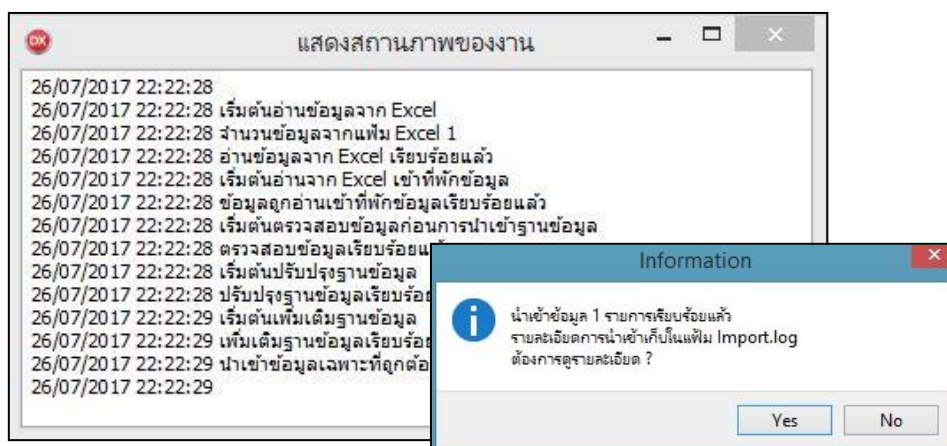 แสดงสถานภาพของงาน
26/07/2017 22:22:28
26/07/2017 22:22:28 เริ่มต้นอ่านข้อมูลจาก Excel
26/07/2017 22:22:28 จำนวนข้อมูลจากแฟ้ม Excel 1
26/07/2017 22:22:28 อ่านข้อมูลจาก Excel เรียบร้อยแล้ว
26/07/2017 22:22:28 เริ่มต้นอ่านจาก Excel เข้าที่พักข้อมูล
26/07/2017 22:22:28 ข้อมูลถูกอ่านเข้าที่พักข้อมูลเรียบร้อยแล้ว
26/07/2017 22:22:28 เริ่มต้นตรวจสอบข้อมูลก่อนการนำเข้าฐานข้อมูล
26/07/2017 22:22:28 ตรวจสอบข้อมูลเรียบร้อยแ
26/07/2017 22:22:28 เริ่มต้นปรับปรุงฐานข้อมูล
26/07/2017 22:22:28 ปรับปรุงฐานข้อมูลเรียบร้อย
26/07/2017 22:22:29 เริ่มต้นเพิ่มเติมฐานข้อมูล
26/07/2017 22:22:29 เพิ่มเติมฐานข้อมูลเรียบร้อย
26/07/2017 22:22:29 นำเข้าข้อมูลเฉพาะที่ถูกต้อ
26/07/2017 22:22:29
Information
นำเข้าข้อมูล 1 รายการเรียบร้อยแล้ว
รายละเอียดการนำเข้าเก็บในแฟ้ม Import.log
ต้องการดูรายละเอียด ?
Yes
No